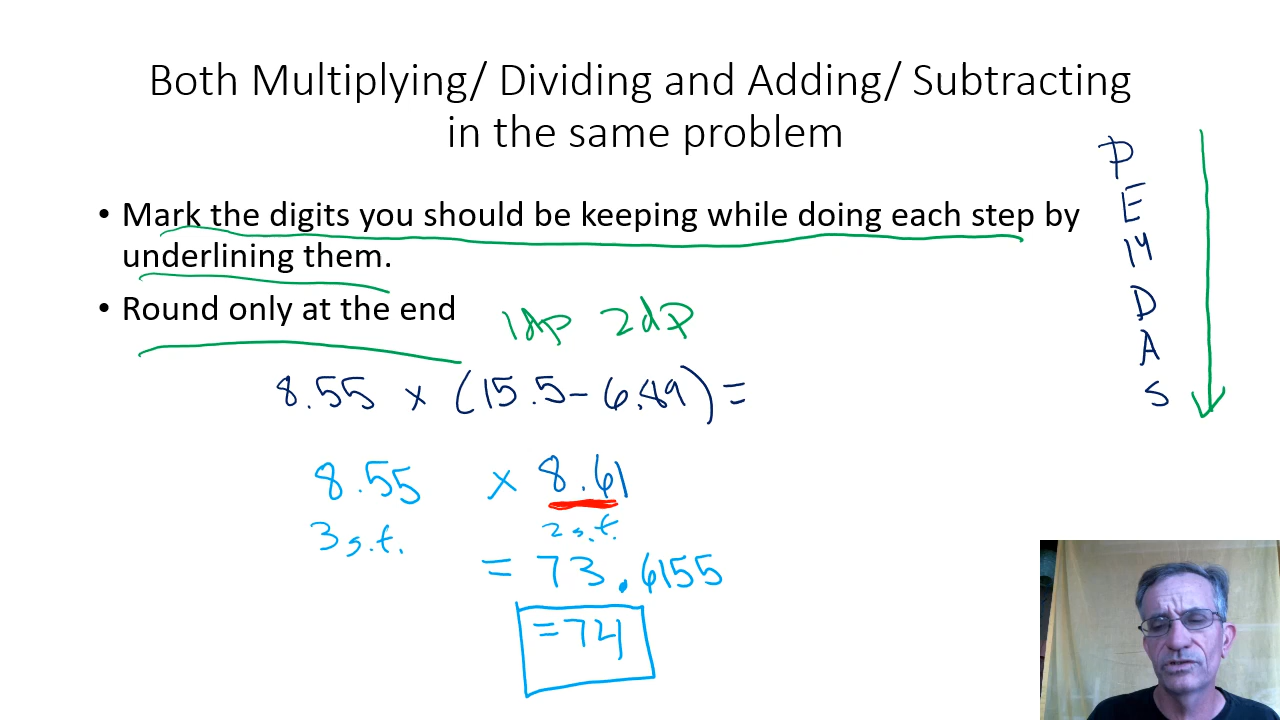 Both Multiplying/ Dividing and Adding/ Subtracting
in the same problem
• Mark the digits you should be keeping while doing each step by
underlining them.
• Round only at the end
1dp 2dp
8.55 × (15.5 – 6.89) =
8.55 × 8.61
3 s.f. 2 s.f.
= 73.6155
= 74
P
E
M
D
A
S